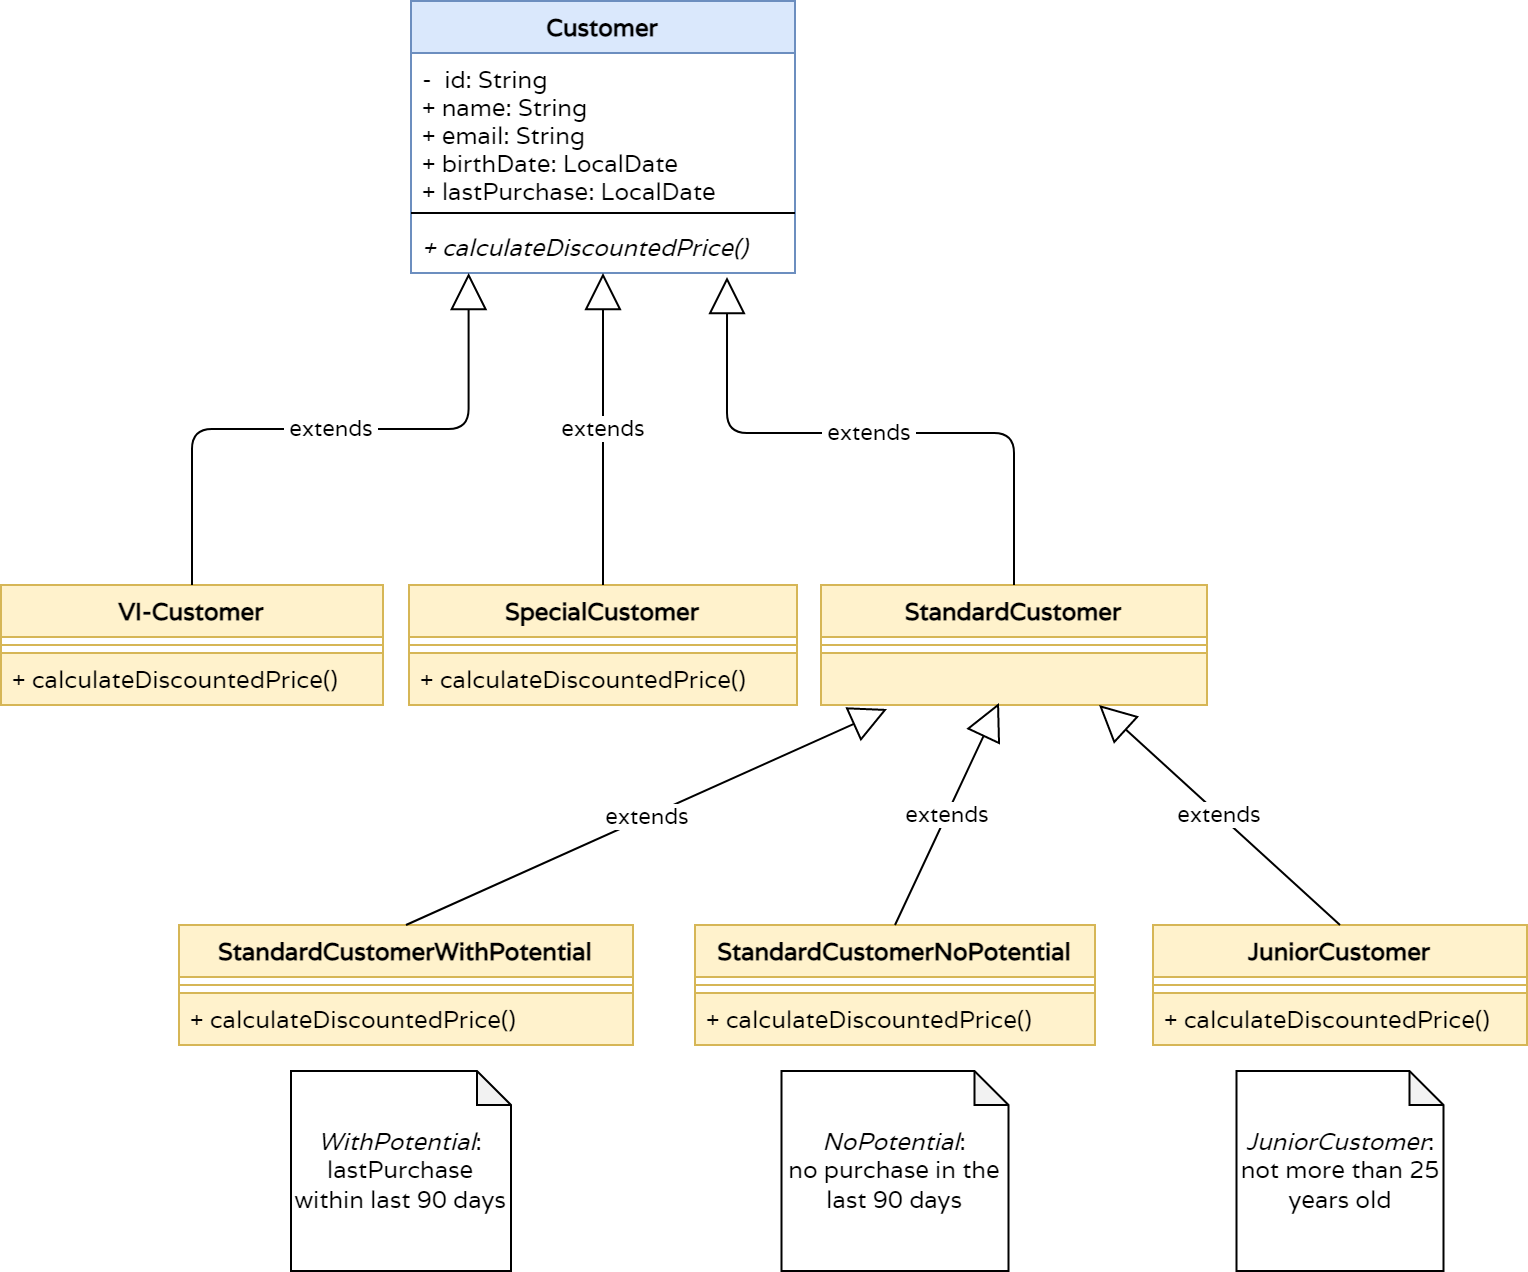 Customer
- id: String
+ name: String
+ email: String
+ birthDate: LocalDate
+ lastPurchase: LocalDate
+ calculateDiscountedPrice()
extends
extends
extends
VI-Customer
+ calculateDiscountedPrice()
SpecialCustomer
+ calculateDiscountedPrice()
StandardCustomer
extends
extends
extends
StandardCustomerWithPotential
+ calculateDiscountedPrice()
StandardCustomerNoPotential
+ calculateDiscountedPrice()
JuniorCustomer
+ calculateDiscountedPrice()
WithPotential:
lastPurchase
within last 90 days
NoPotential:
no purchase in the
last 90 days
JuniorCustomer:
not more than 25
years old